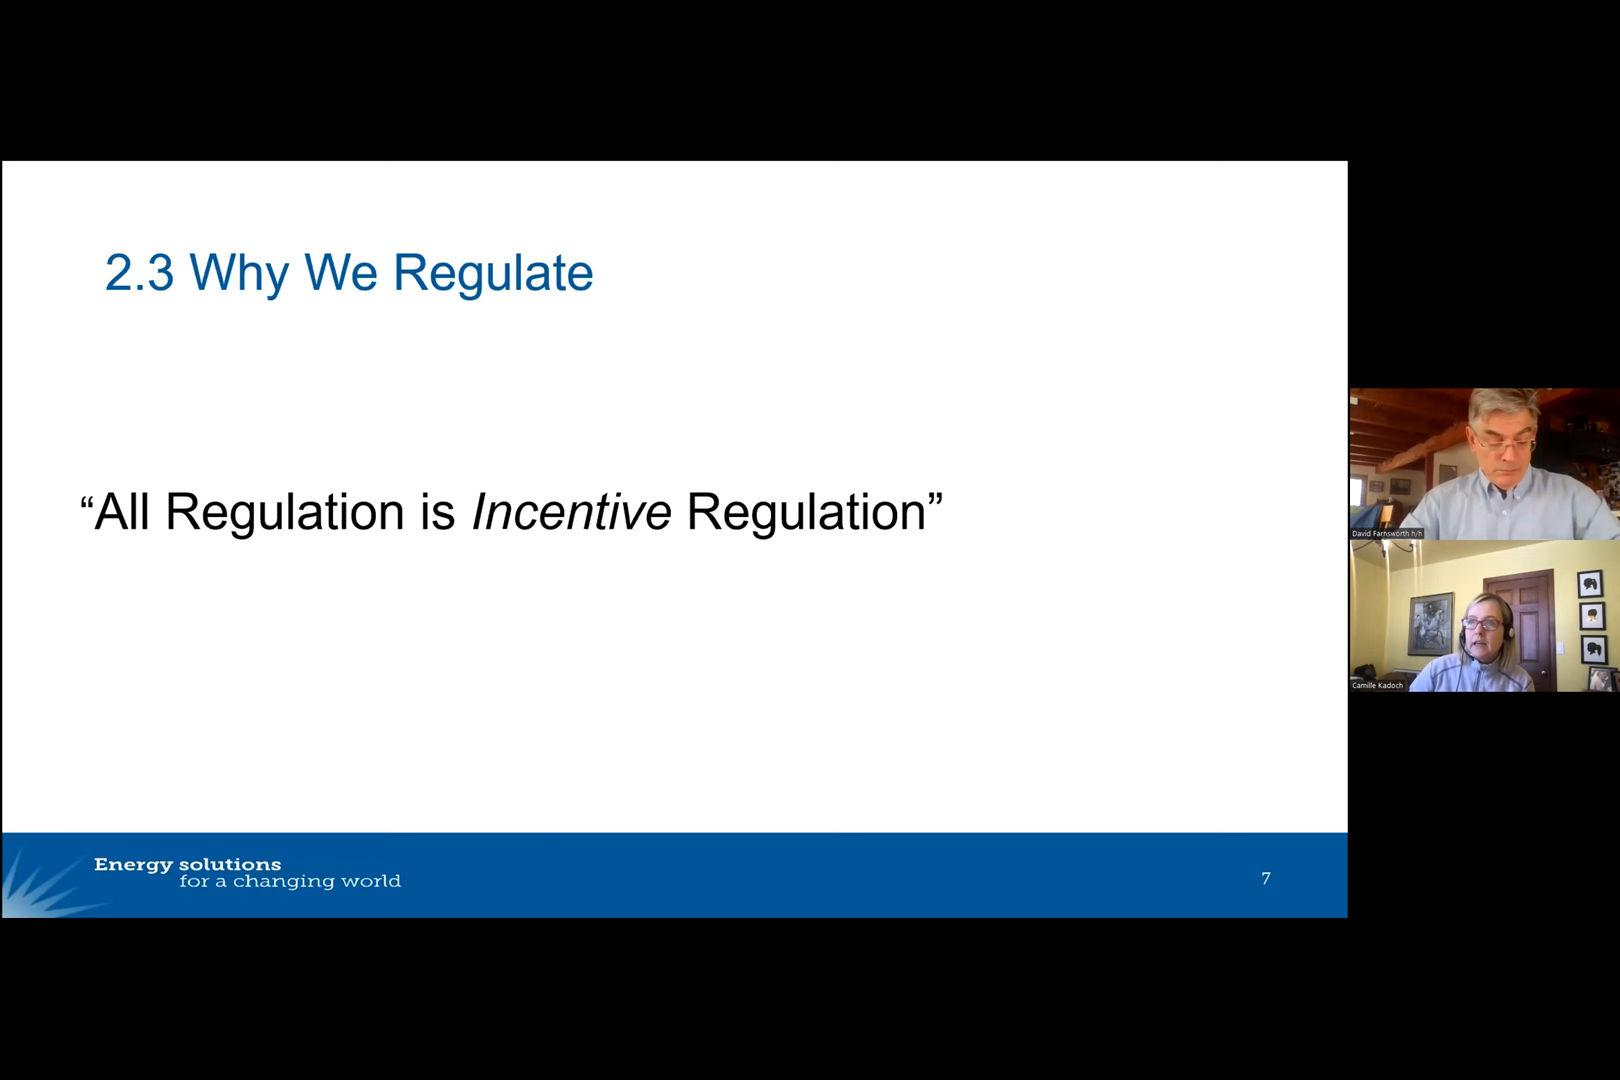 2.3 Why We Regulate
“All Regulation is Incentive Regulation”
Energy solutions
for a changing world
7
David Farnsworth h/h
Camille Kadoch